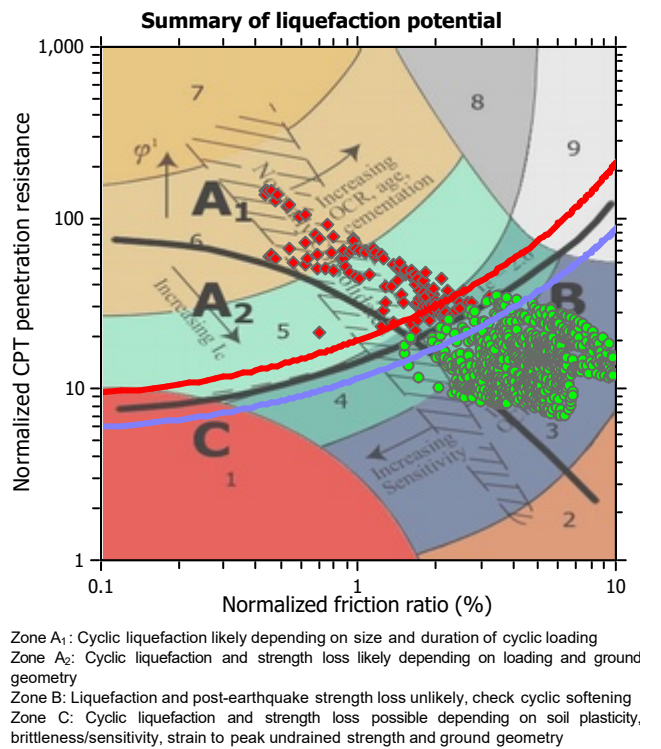 Summary of liquefaction potential
Normalized CPT penetration resistance
1,000
100
10
1
7
8
9
φ'
A1
Increasing
OCR, age,
cementation
6
A2
Increasing Ic
5
B
4
C
1
Increasing
Sensitivity
3
2
0.1
1
10
Normalized friction ratio (%)
Zone A1: Cyclic liquefaction likely depending on size and duration of cyclic loading
Zone A2: Cyclic liquefaction and strength loss likely depending on loading and ground
geometry
Zone B: Liquefaction and post-earthquake strength loss unlikely, check cyclic softening
Zone C: Cyclic liquefaction and strength loss possible depending on soil plasticity,
brittleness/sensitivity, strain to peak undrained strength and ground geometry